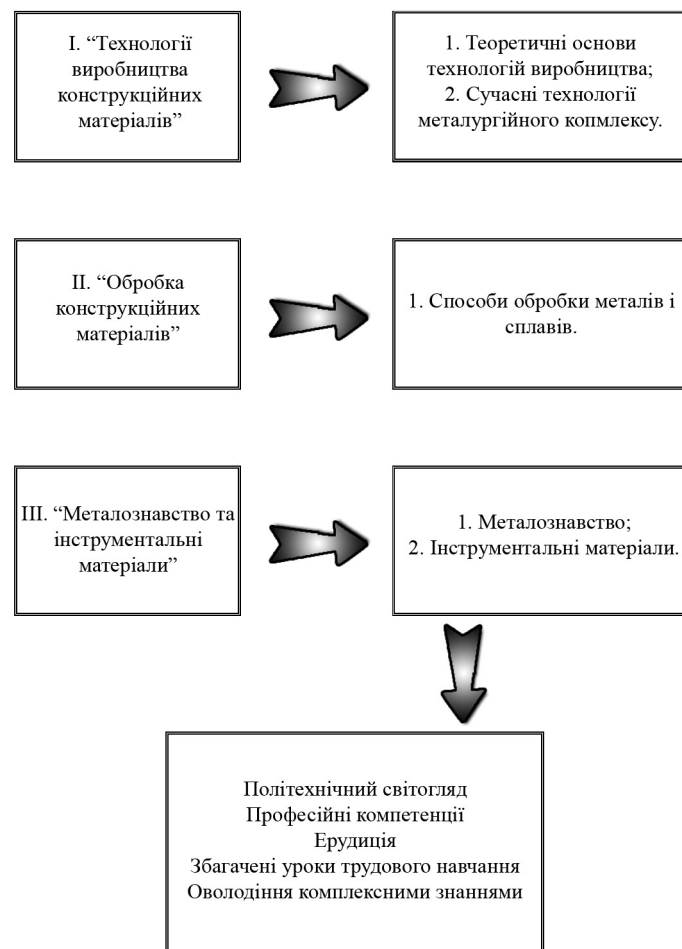 I. “Технології
виробництва
конструкційних
матеріалів”
1. Теоретичні основи
технологій виробництва;
2. Сучасні технології
металургійного копмлексу.
II. “Обробка
конструкційних
матеріалів”
1. Способи обробки металів і
сплавів.
III. “Металознавство та
інструментальні
матеріали”
1. Металознавство;
2. Інструментальні матеріали.
Політехнічний світогляд
Професійні компетенції
Ерудиція
Збагачені уроки трудового навчання
Оволодіння комплексними знаннями